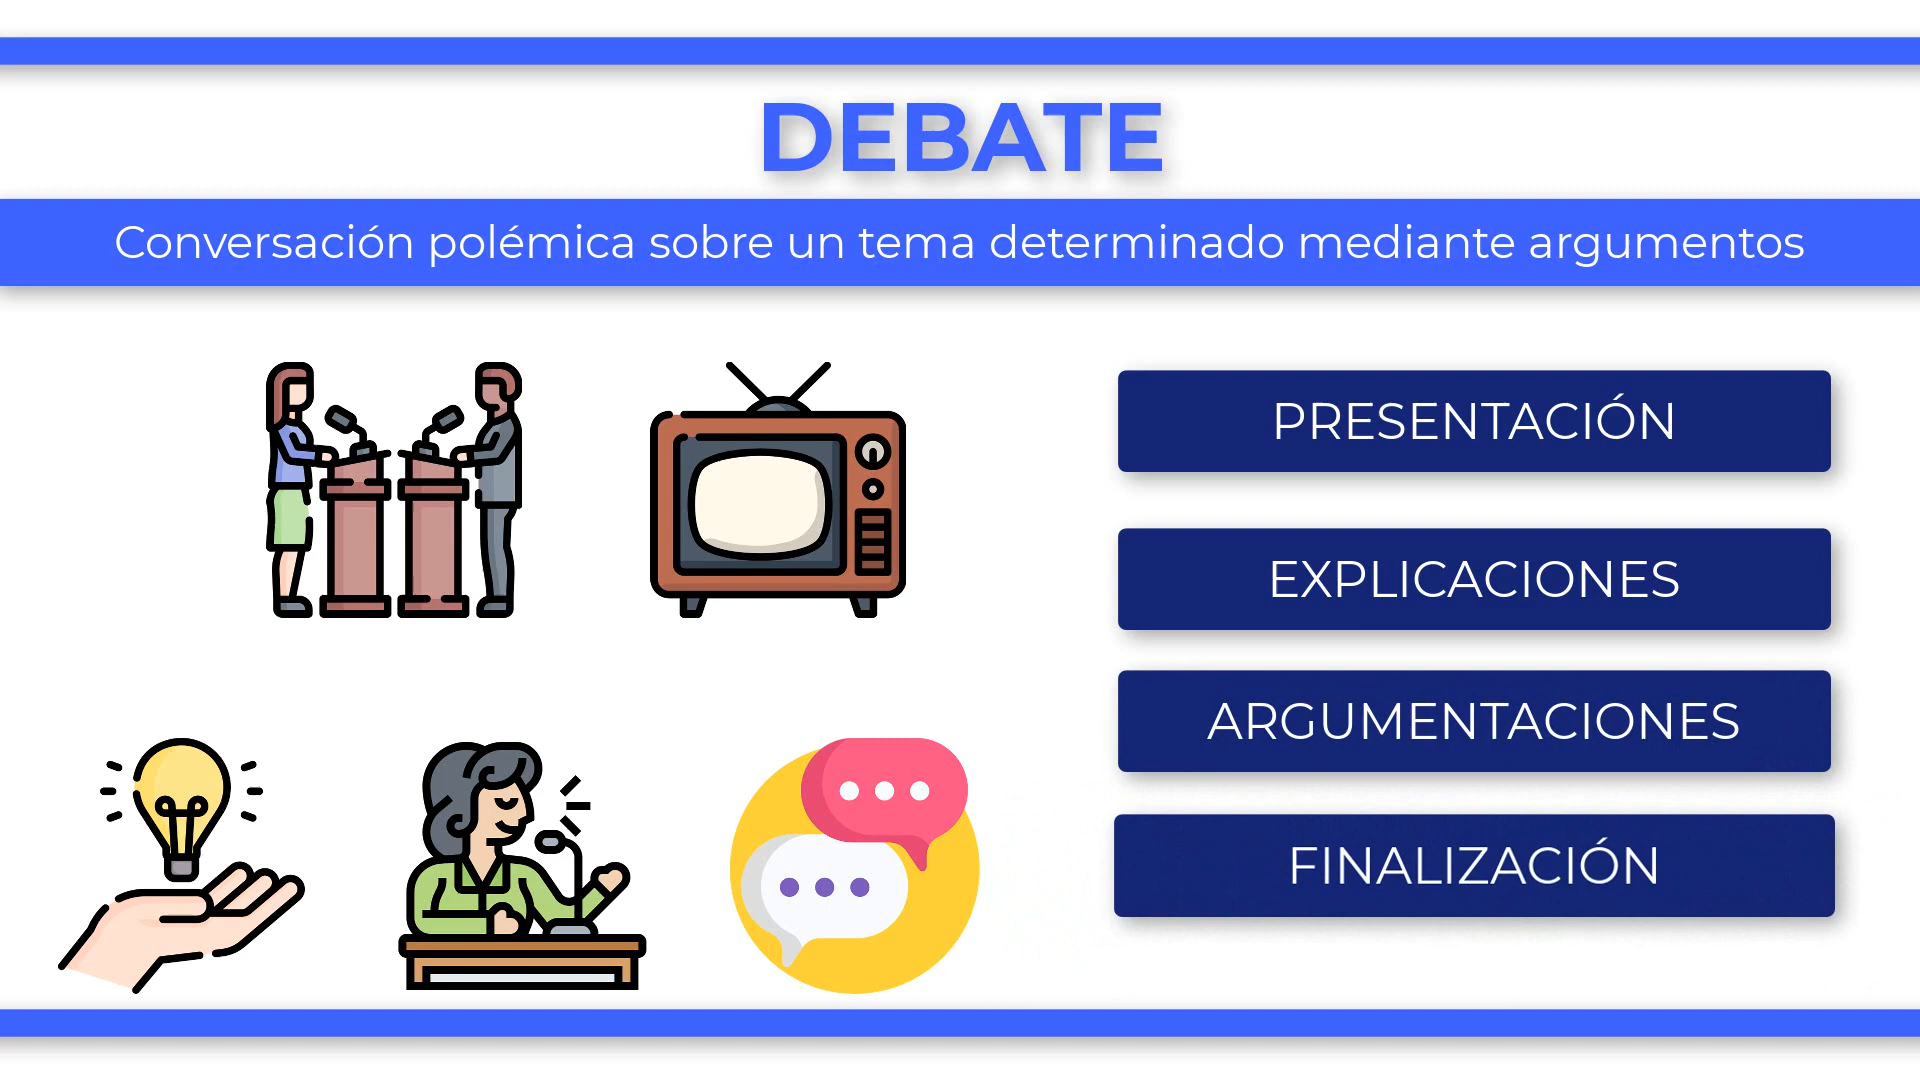 DEBATE
Conversación polémica sobre un tema determinado mediante argumentos
PRESENTACIÓN
EXPLICACIONES
ARGUMENTACIONES
FINALIZACIÓN